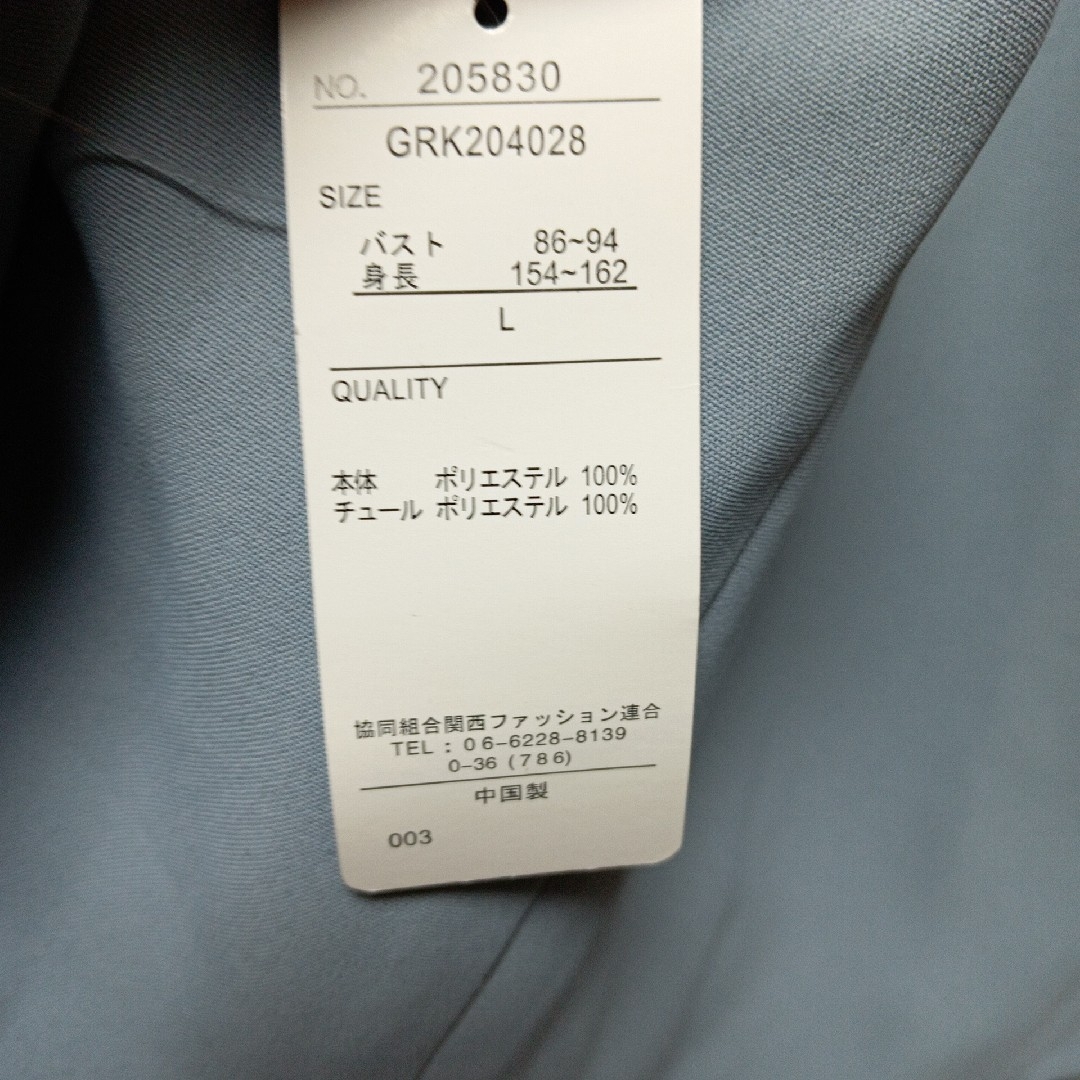 NO. 205830
GRK204028
SIZE
バスト 86~94
身長 154~162
L
QUALITY
本体 ポリエステル 100%
チュール ポリエステル 100%
協同組合関西ファッション連合
TEL : 06-6228-8139
0-36 (786)
中国製
003